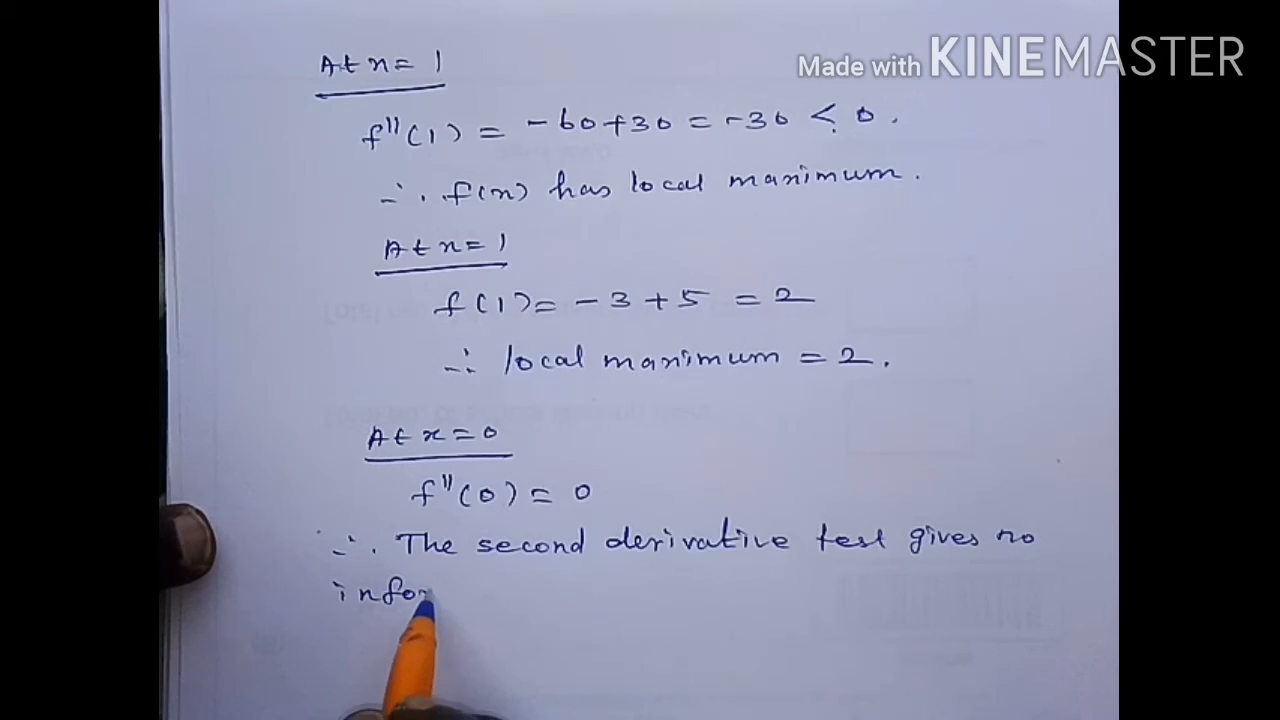 Made with KINEMASTER
At x = 1
f''(1) = -60+30 = -30 < 0.
∴ f(x) has local maximum.
At x = 1
f(1) = -3+5 = 2
∴ local maximum = 2.
At x = 0
f''(0) = 0
∴ The second derivative test gives no
infor